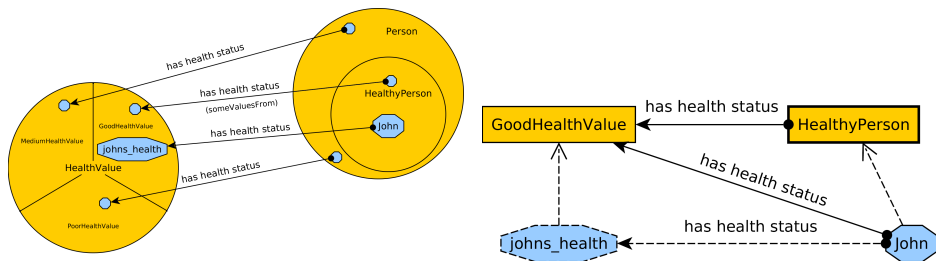 Person
has health status
has health status
(someValuesFrom)
HealthyPerson
GoodHealthValue
John
has health status
MediumHealthValue
johns_health
HealthValue
has health status
PoorHealthValue
has health status
GoodHealthValue
HealthyPerson
has health status
has health status
johns_health
John